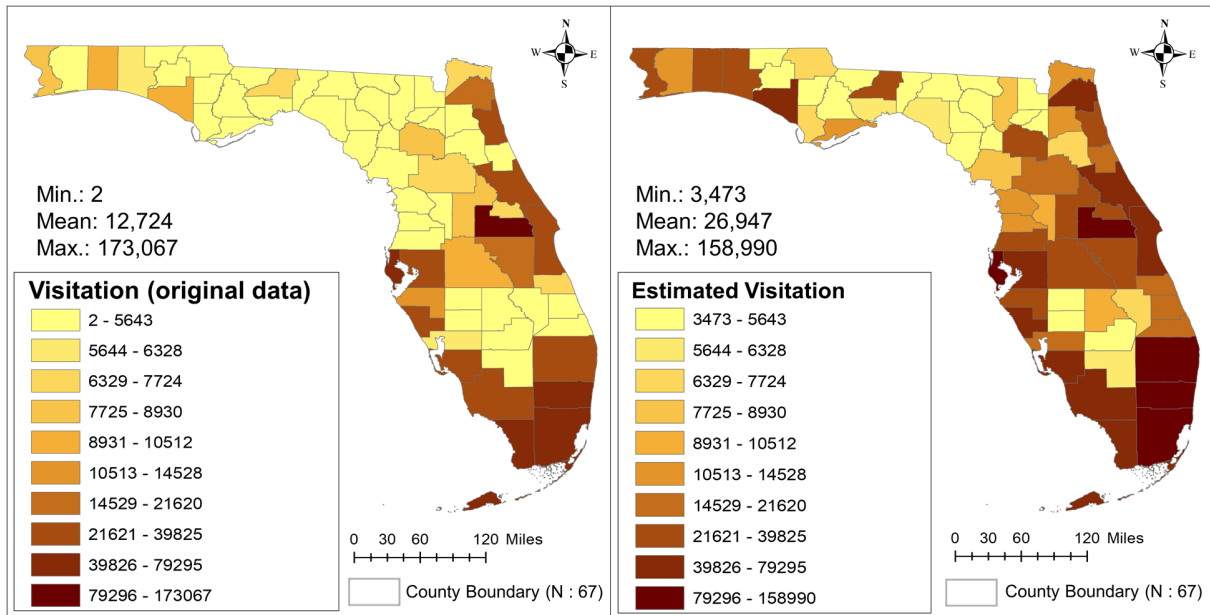 N
W E
S
Min.: 2
Mean: 12,724
Max.: 173,067
Visitation (original data)
2 - 5643
5644 - 6328
6329 - 7724
7725 - 8930
8931 - 10512
10513 - 14528
14529 - 21620
21621 - 39825
39826 - 79295
79296 - 173067
0 30 60 120 Miles
County Boundary (N : 67)
N
W E
S
Min.: 3,473
Mean: 26,947
Max.: 158,990
Estimated Visitation
3473 - 5643
5644 - 6328
6329 - 7724
7725 - 8930
8931 - 10512
10513 - 14528
14529 - 21620
21621 - 39825
39826 - 79295
79296 - 158990
0 30 60 120 Miles
County Boundary (N : 67)